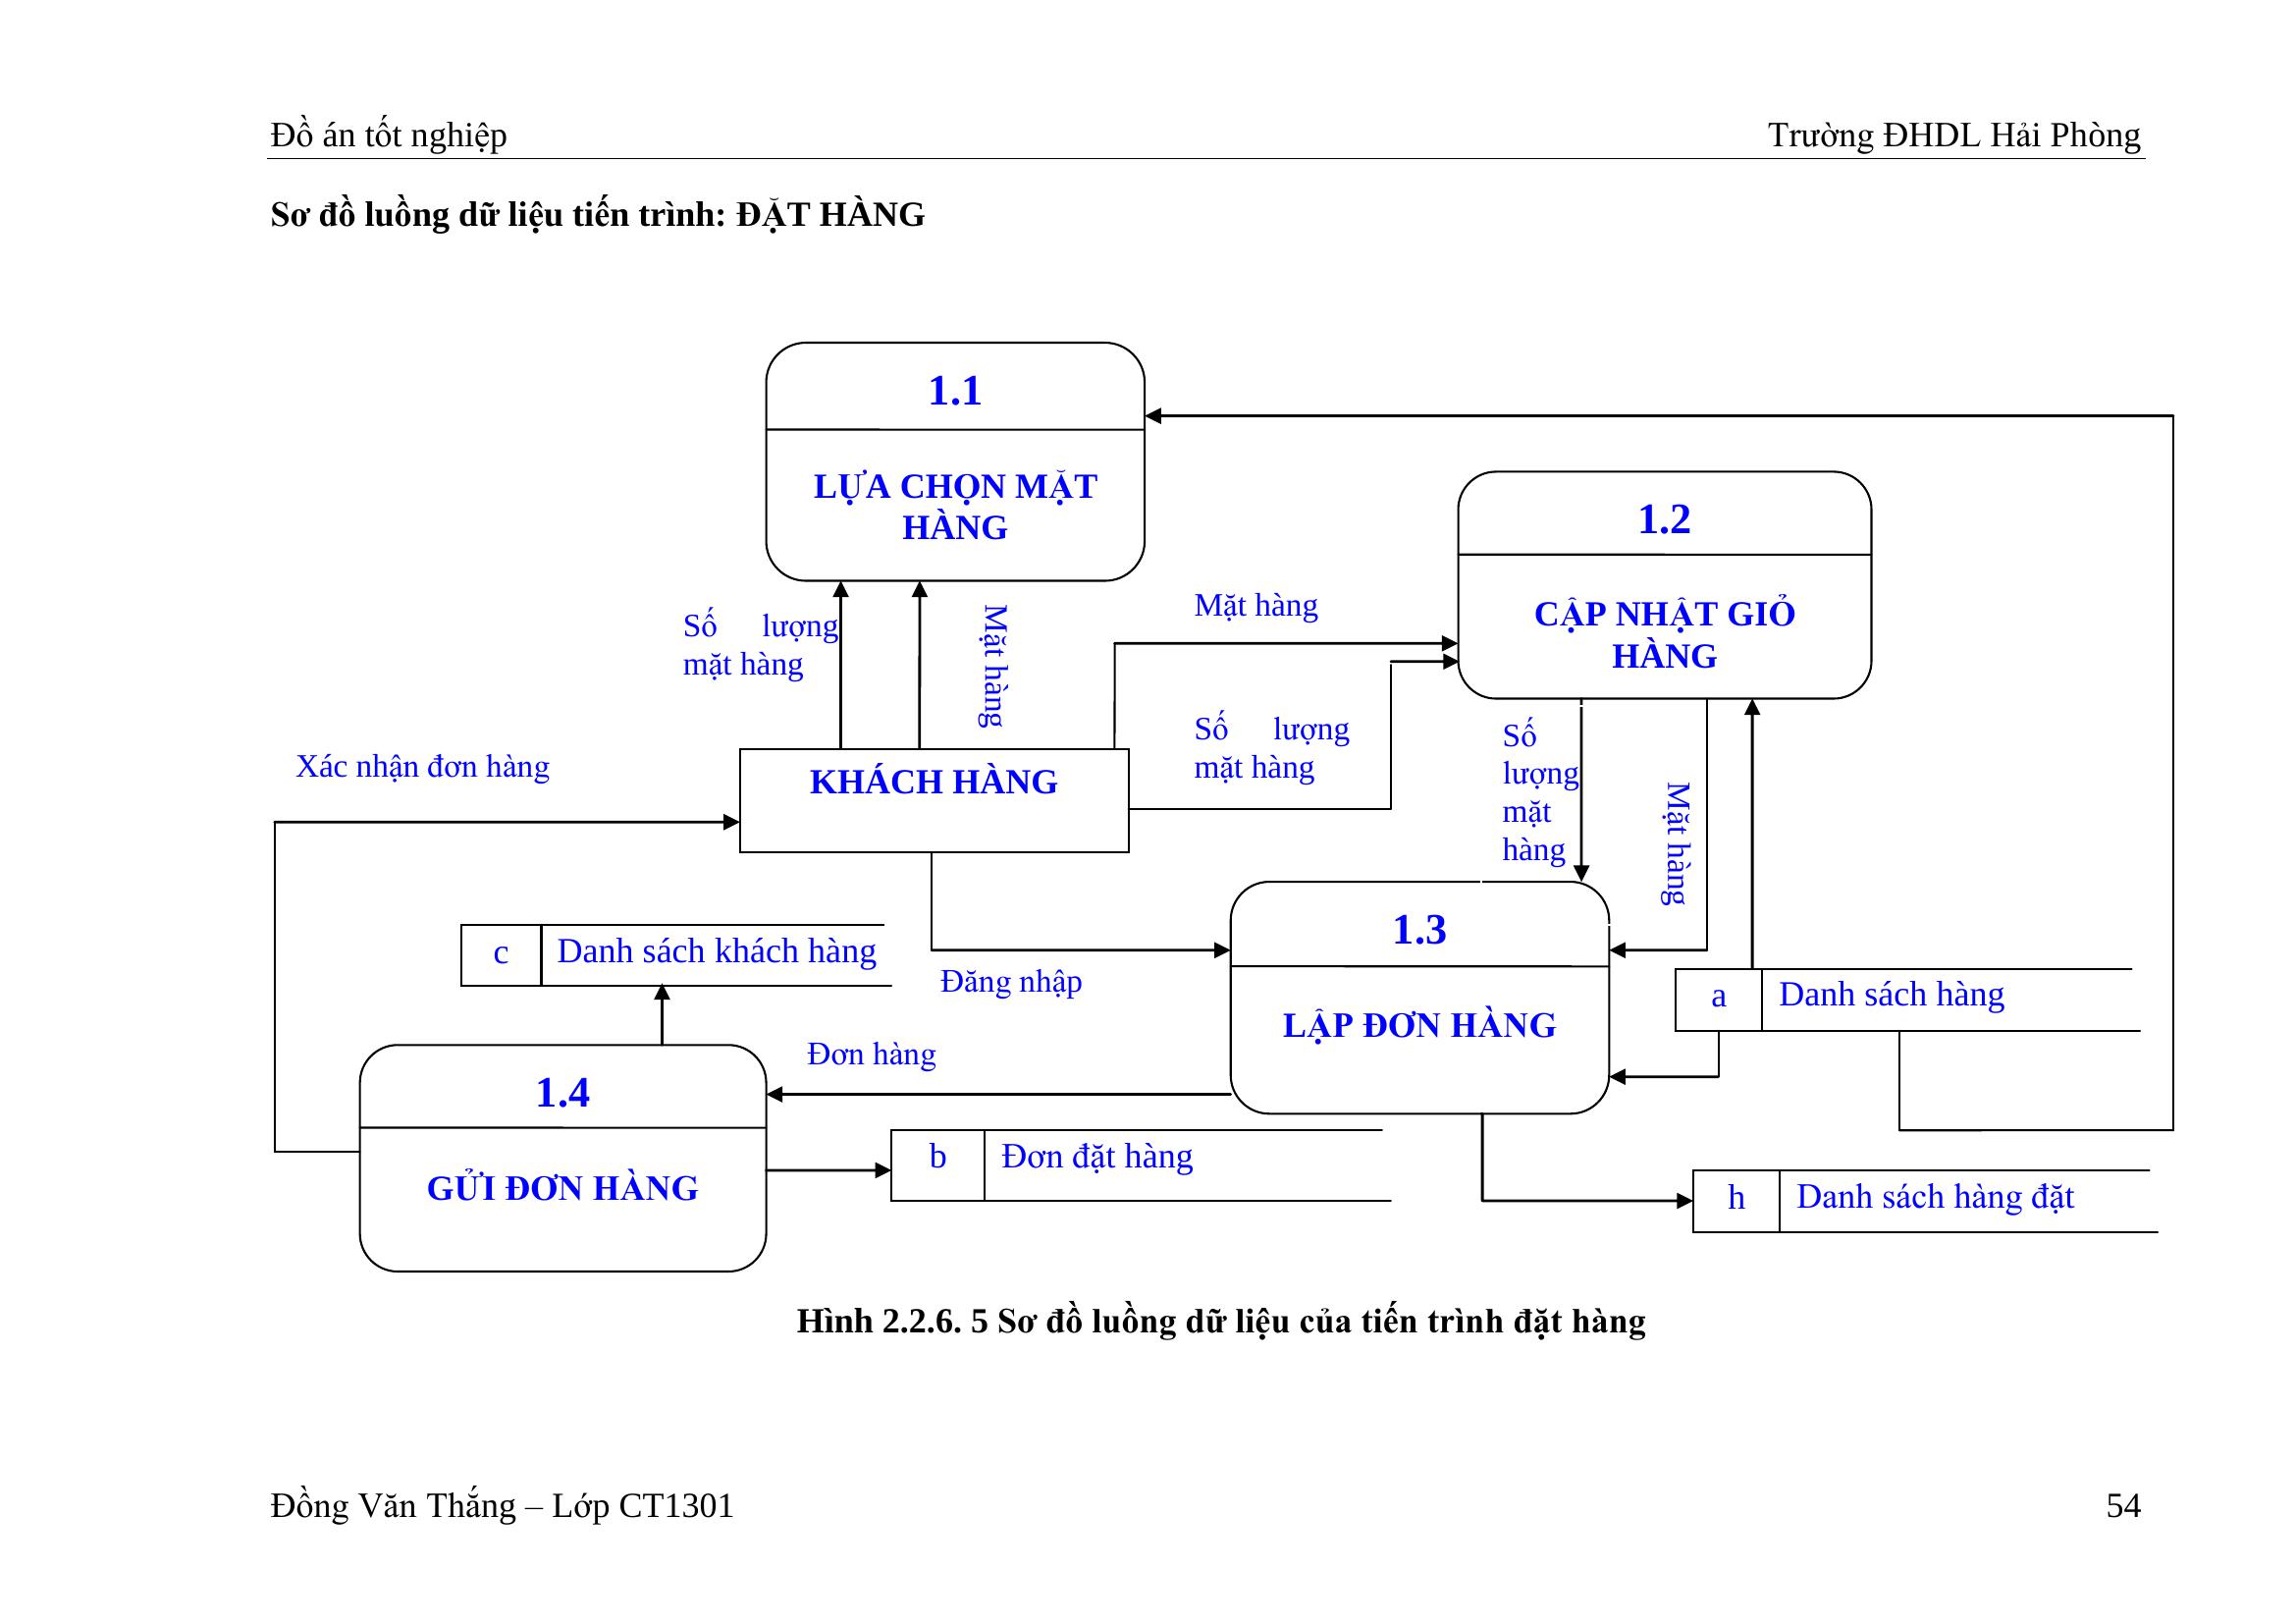 Đồ án tốt nghiệp
Trường ĐHDL Hải Phòng
Sơ đồ luồng dữ liệu tiến trình: ĐẶT HÀNG
1.1
LỰA CHỌN MẶT
HÀNG
1.2
CẬP NHẬT GIỎ
HÀNG
Số lượng
mặt hàng
Mặt hàng
Mặt hàng
Số lượng
mặt hàng
Số
lượng
mặt
hàng
Mặt hàng
Xác nhận đơn hàng
KHÁCH HÀNG
1.3
LẬP ĐƠN HÀNG
c
Danh sách khách hàng
Đăng nhập
a
Danh sách hàng
Đơn hàng
1.4
GỬI ĐƠN HÀNG
b
Đơn đặt hàng
h
Danh sách hàng đặt
Hình 2.2.6. 5 Sơ đồ luồng dữ liệu của tiến trình đặt hàng
Đồng Văn Thắng – Lớp CT1301
54